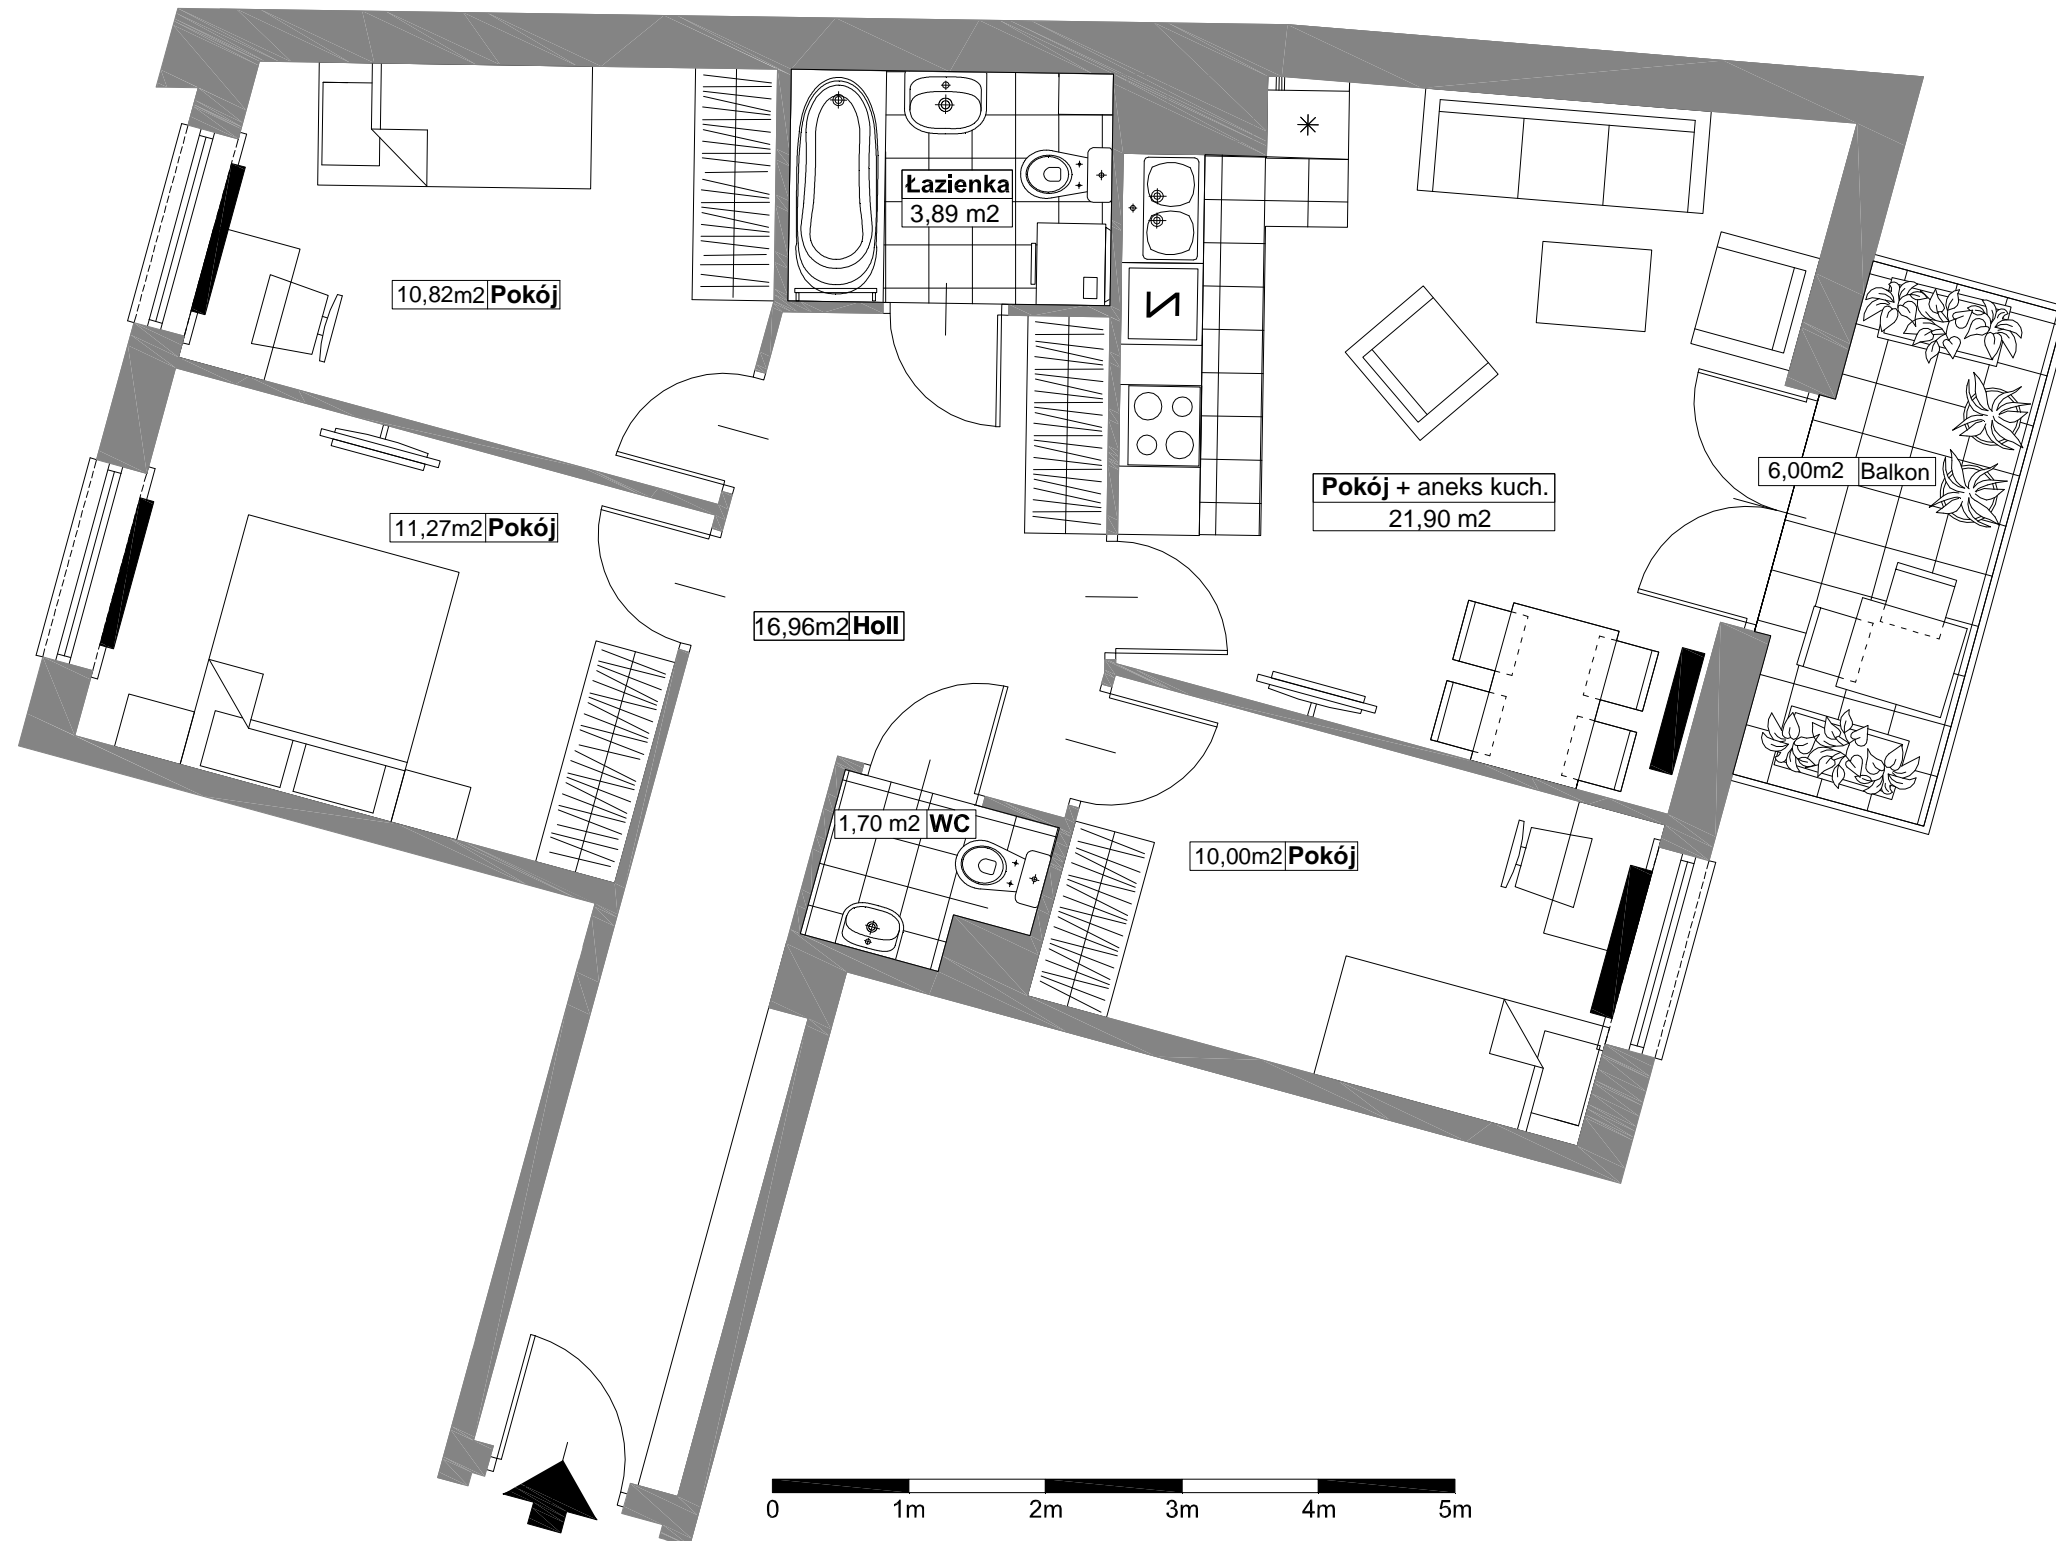 Łazienka
3,89 m2
10,82m2 Pokój
6,00m2 Balkon
Pokój + aneks kuch.
21,90 m2
11,27m2 Pokój
16,96m2 Holl
1,70 m2 WC
10,00m2 Pokój
0 1m 2m 3m 4m 5m